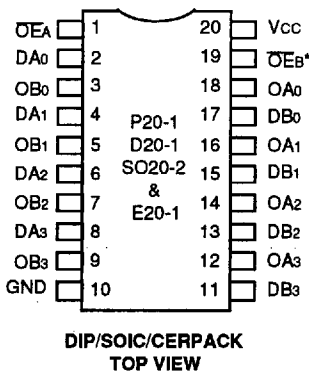 OEA 1 20 VCC
DA0 2 19 OEB*
OB0 3 18 OA0
DA1 4 17 DB0
OB1 5 16 OA1
DA2 6 15 DB1
OB2 7 14 OA2
DA3 8 13 DB2
OB3 9 12 OA3
GND 10 11 DB3
P20-1
D20-1
SO20-2
&
E20-1
DIP/SOIC/CERPACK
TOP VIEW